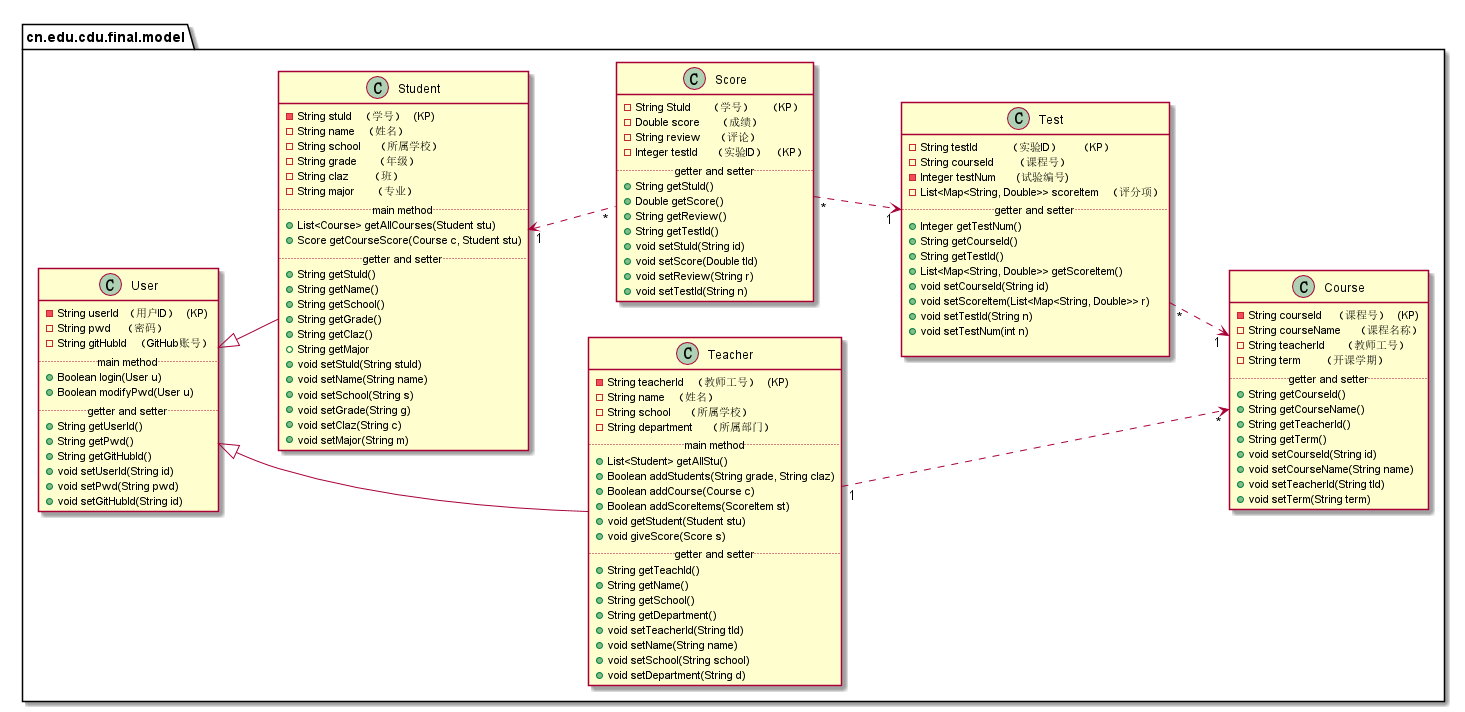 cn.edu.cdu.final.model
C User
String userId （用户ID） (KP)
String pwd （密码）
String gitHubId （GitHub账号）
main method
Boolean login(User u)
Boolean modifyPwd(User u)
getter and setter
String getUserId()
String getPwd()
String getGitHubId()
void setUserId(String id)
void setPwd(String pwd)
void setGitHubId(String id)
C Student
String stuId （学号） (KP)
String name （姓名）
String school （所属学校）
String grade （年级）
String claz （班）
String major （专业）
main method
List<Course> getAllCourses(Student stu)
Score getCourseScore(Course c, Student stu)
getter and setter
String getStuId()
String getName()
String getSchool()
String getGrade()
String getClaz()
String getMajor
void setStuId(String stuId)
void setName(String name)
void setSchool(String s)
void setGrade(String g)
void setClaz(String c)
void setMajor(String m)
C Score
String StuId （学号） （KP）
Double score （成绩）
String review （评论）
Integer testId （实验ID） （KP）
getter and setter
String getStuId()
Double getScore()
String getReview()
String getTestId()
void setStuId(String id)
void setScore(Double tId)
void setReview(String r)
void setTestId(String n)
C Teacher
String teacherId （教师工号） (KP)
String name （姓名）
String school （所属学校）
String department （所属部门）
main method
List<Student> getAllStu()
Boolean addStudents(String grade, String claz)
Boolean addCourse(Course c)
Boolean addScoreItems(ScoreItem st)
void getStudent(Student stu)
void giveScore(Score s)
getter and setter
String getTeachId()
String getName()
String getSchool()
String getDepartment()
void setTeacherId(String tId)
void setName(String name)
void setSchool(String school)
void setDepartment(String d)
C Test
String testId （实验ID） （KP）
String courseId （课程号）
Integer testNum （试验编号)
List<Map<String, Double>> scoreItem （评分项）
getter and setter
Integer getTestNum()
String getCourseId()
String getTestId()
List<Map<String, Double>> getScoreItem()
void setCourseId(String id)
void setScoreItem(List<Map<String, Double>> r)
void setTestId(String n)
void setTestNum(int n)
C Course
String courseId （课程号） (KP)
String courseName （课程名称）
String teacherId （教师工号）
String term （开课学期）
getter and setter
String getCourseId()
String getCourseName()
String getTeacherId()
String getTerm()
void setCourseId(String id)
void setCourseName(String name)
void setTeacherId(String tId)
void setTerm(String term)
*
1
*
1
*
1
1
*